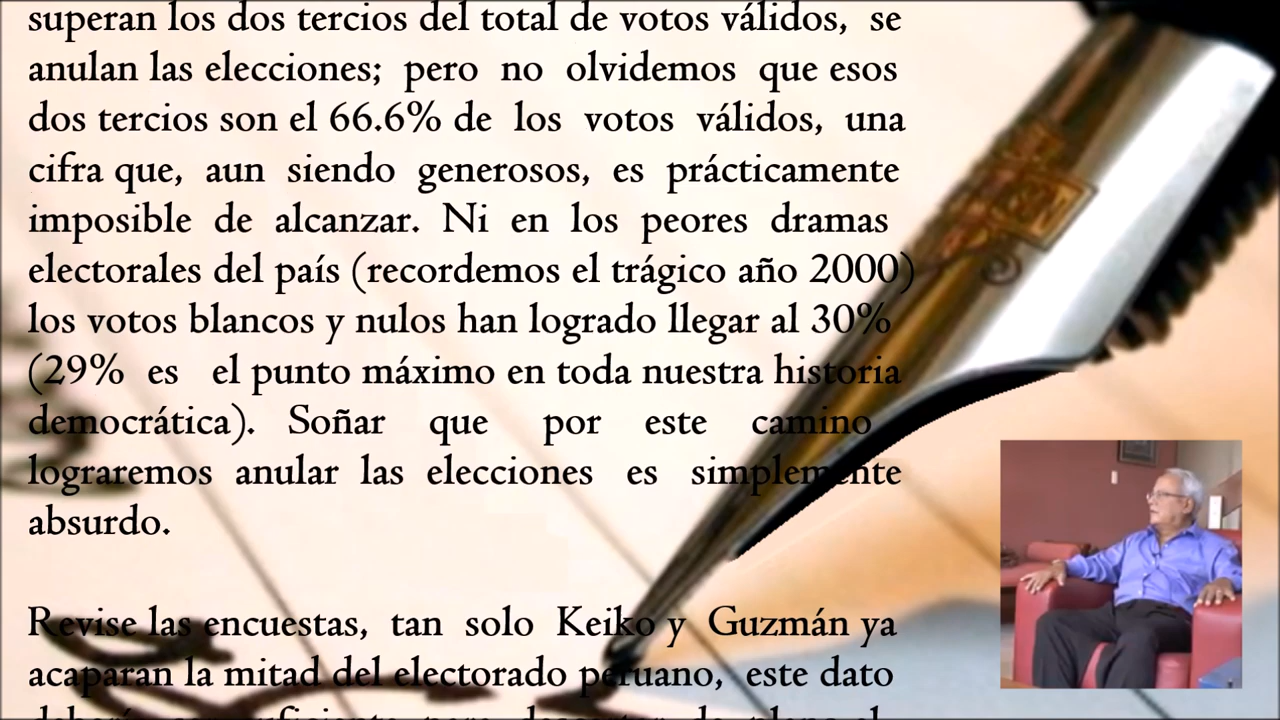 superan los dos tercios del total de votos válidos, se
anulan las elecciones; pero no olvidemos que esos
dos tercios son el 66.6% de los votos válidos, una
cifra que, aun siendo generosos, es prácticamente
imposible de alcanzar. Ni en los peores dramas
electorales del país (recordemos el trágico año 2000)
los votos blancos y nulos han logrado llegar al 30%
(29% es el punto máximo en toda nuestra historia
democrática). Soñar que por este camino
lograremos anular las elecciones es simplemente
absurdo.
Revise las encuestas, tan solo Keiko y Guzmán ya
acaparan la mitad del electorado peruano, este dato